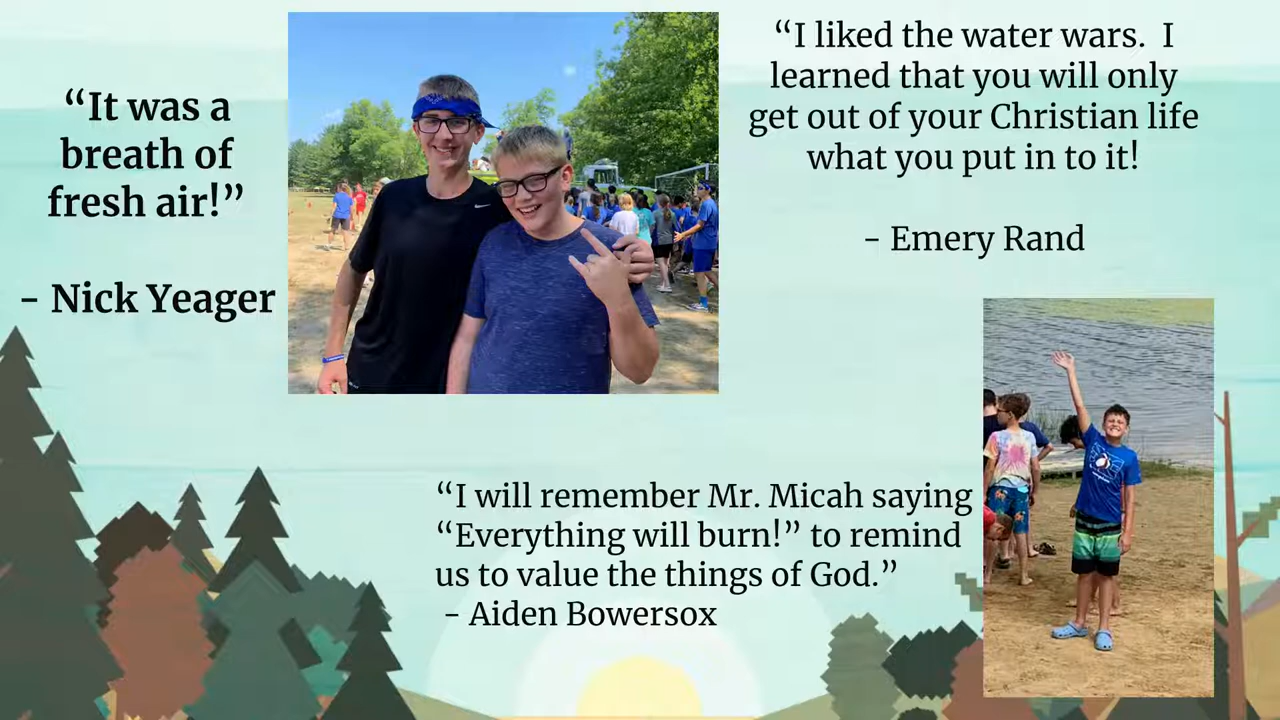 “It was a
breath of
fresh air!”
- Nick Yeager
“I liked the water wars.  I
learned that you will only
get out of your Christian life
what you put in to it!
- Emery Rand
“I will remember Mr. Micah saying
“Everything will burn!” to remind
us to value the things of God.”
- Aiden Bowersox